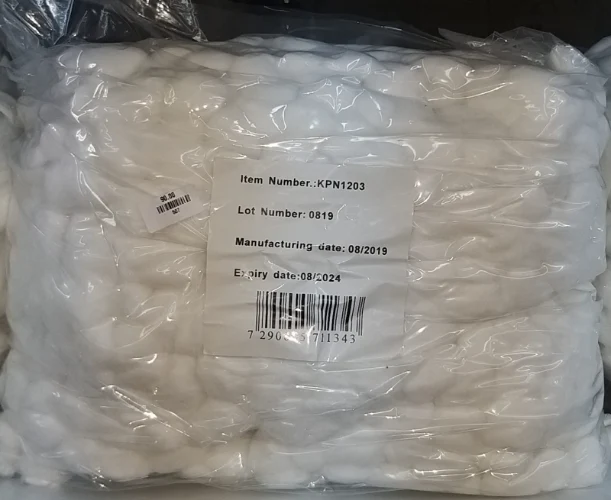 Item Number.:KPN1203
Lot Number: 0819
Manufacturing date: 08/2019
Expiry date:08/2024